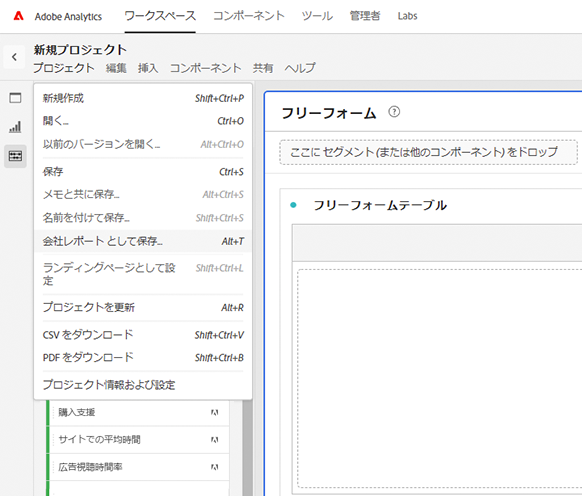 Adobe Analytics ワークスペース コンポーネント ツール 管理者 Labs
新規プロジェクト
プロジェクト 編集 挿入 コンポーネント 共有 ヘルプ
新規作成 Shift+Ctrl+P
開く... Ctrl+O
以前のバージョンを開く... Alt+Ctrl+O
保存 Ctrl+S
メモと共に保存... Alt+Ctrl+S
名前を付けて保存... Shift+Ctrl+S
会社レポート として保存... Alt+T
ランディングページとして設 Shift+Ctrl+L
定
プロジェクトを更新 Alt+R
CSV をダウンロード Shift+Ctrl+V
PDF をダウンロード Shift+Ctrl+B
プロジェクト情報および設定
購入支援
サイトでの平均時間
広告視聴時間率
フリーフォーム ?
ここに セグメント (または他のコンポーネント) をドロップ
フリーフォームテーブル